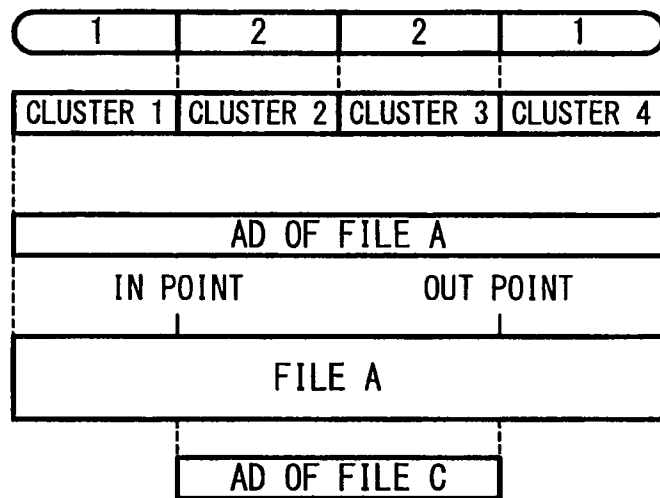 1 2 2 1
CLUSTER 1 CLUSTER 2 CLUSTER 3 CLUSTER 4
AD OF FILE A
IN POINT OUT POINT
FILE A
AD OF FILE C